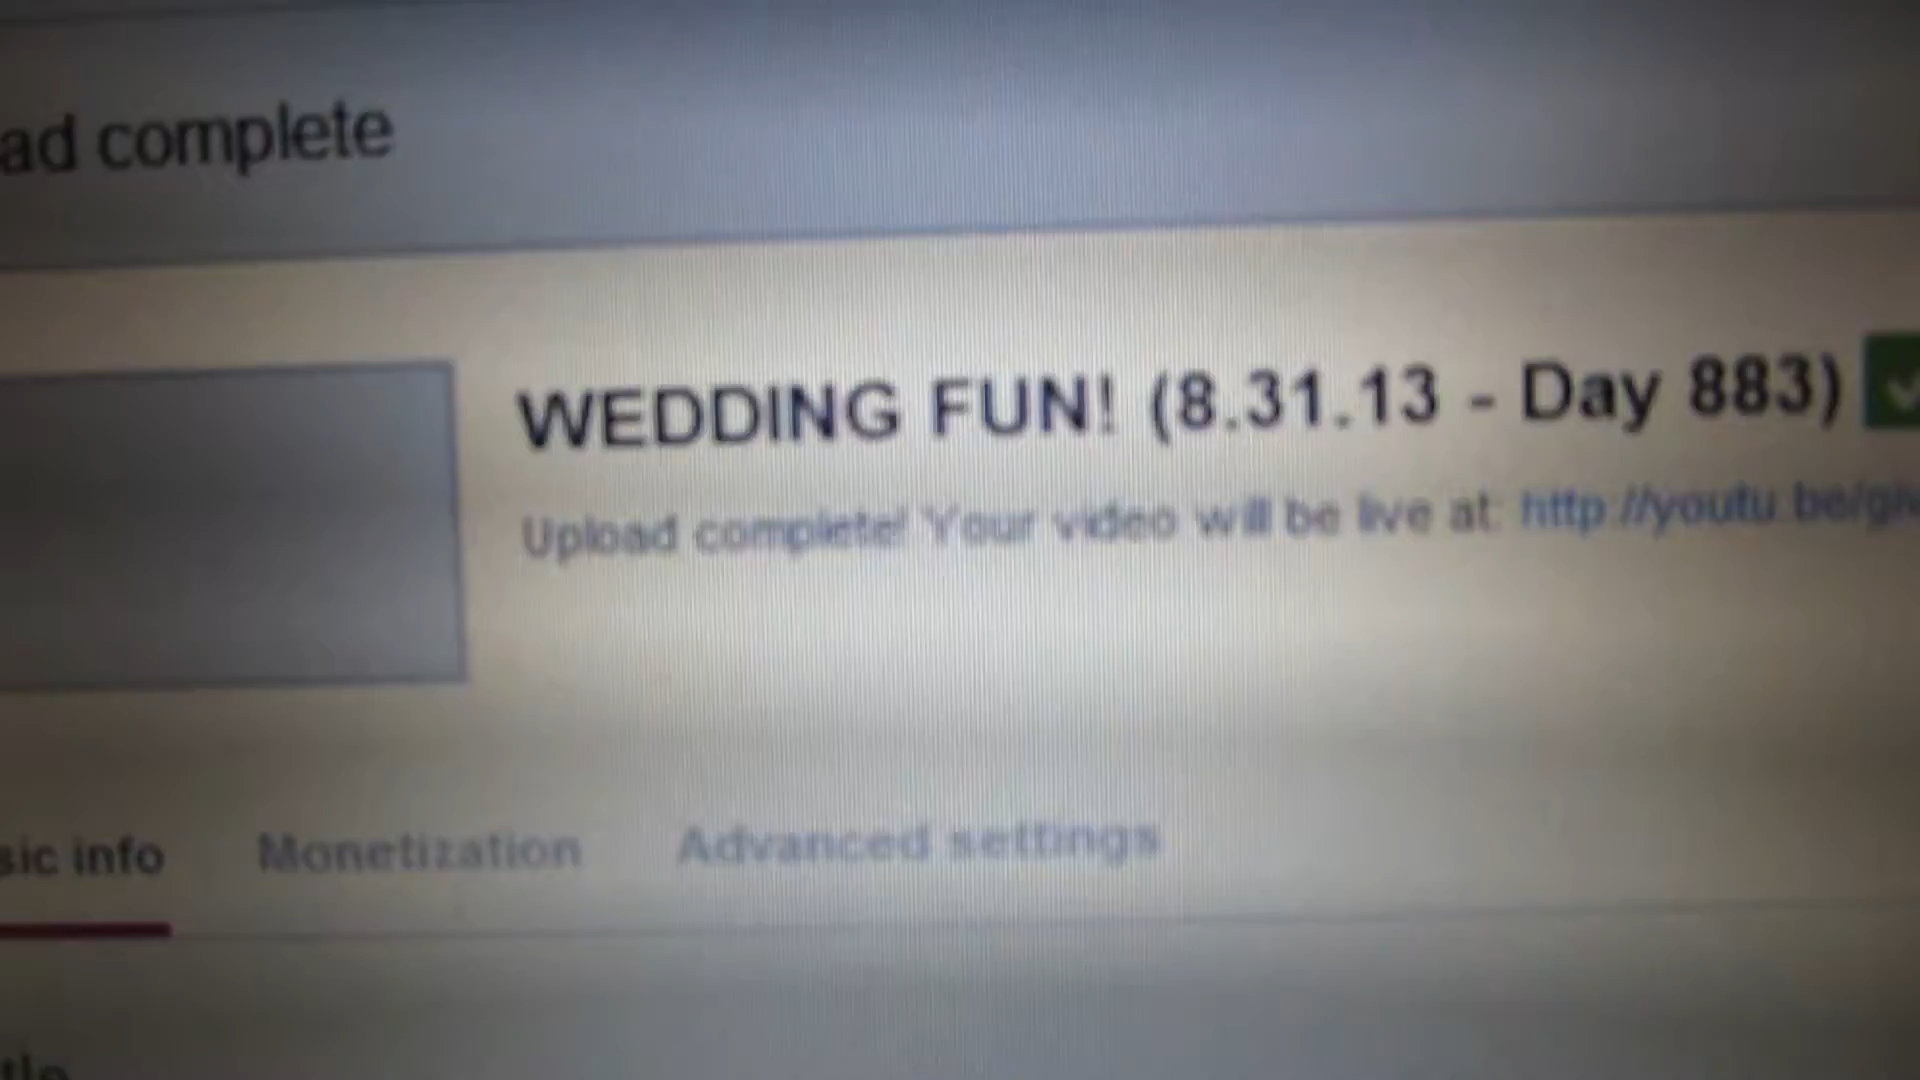 ad complete
WEDDING FUN! (8.31.13 - Day 883)
Upload complete! Your video will be live at: http://youtu.be/gi
sic info Monetization Advanced settings